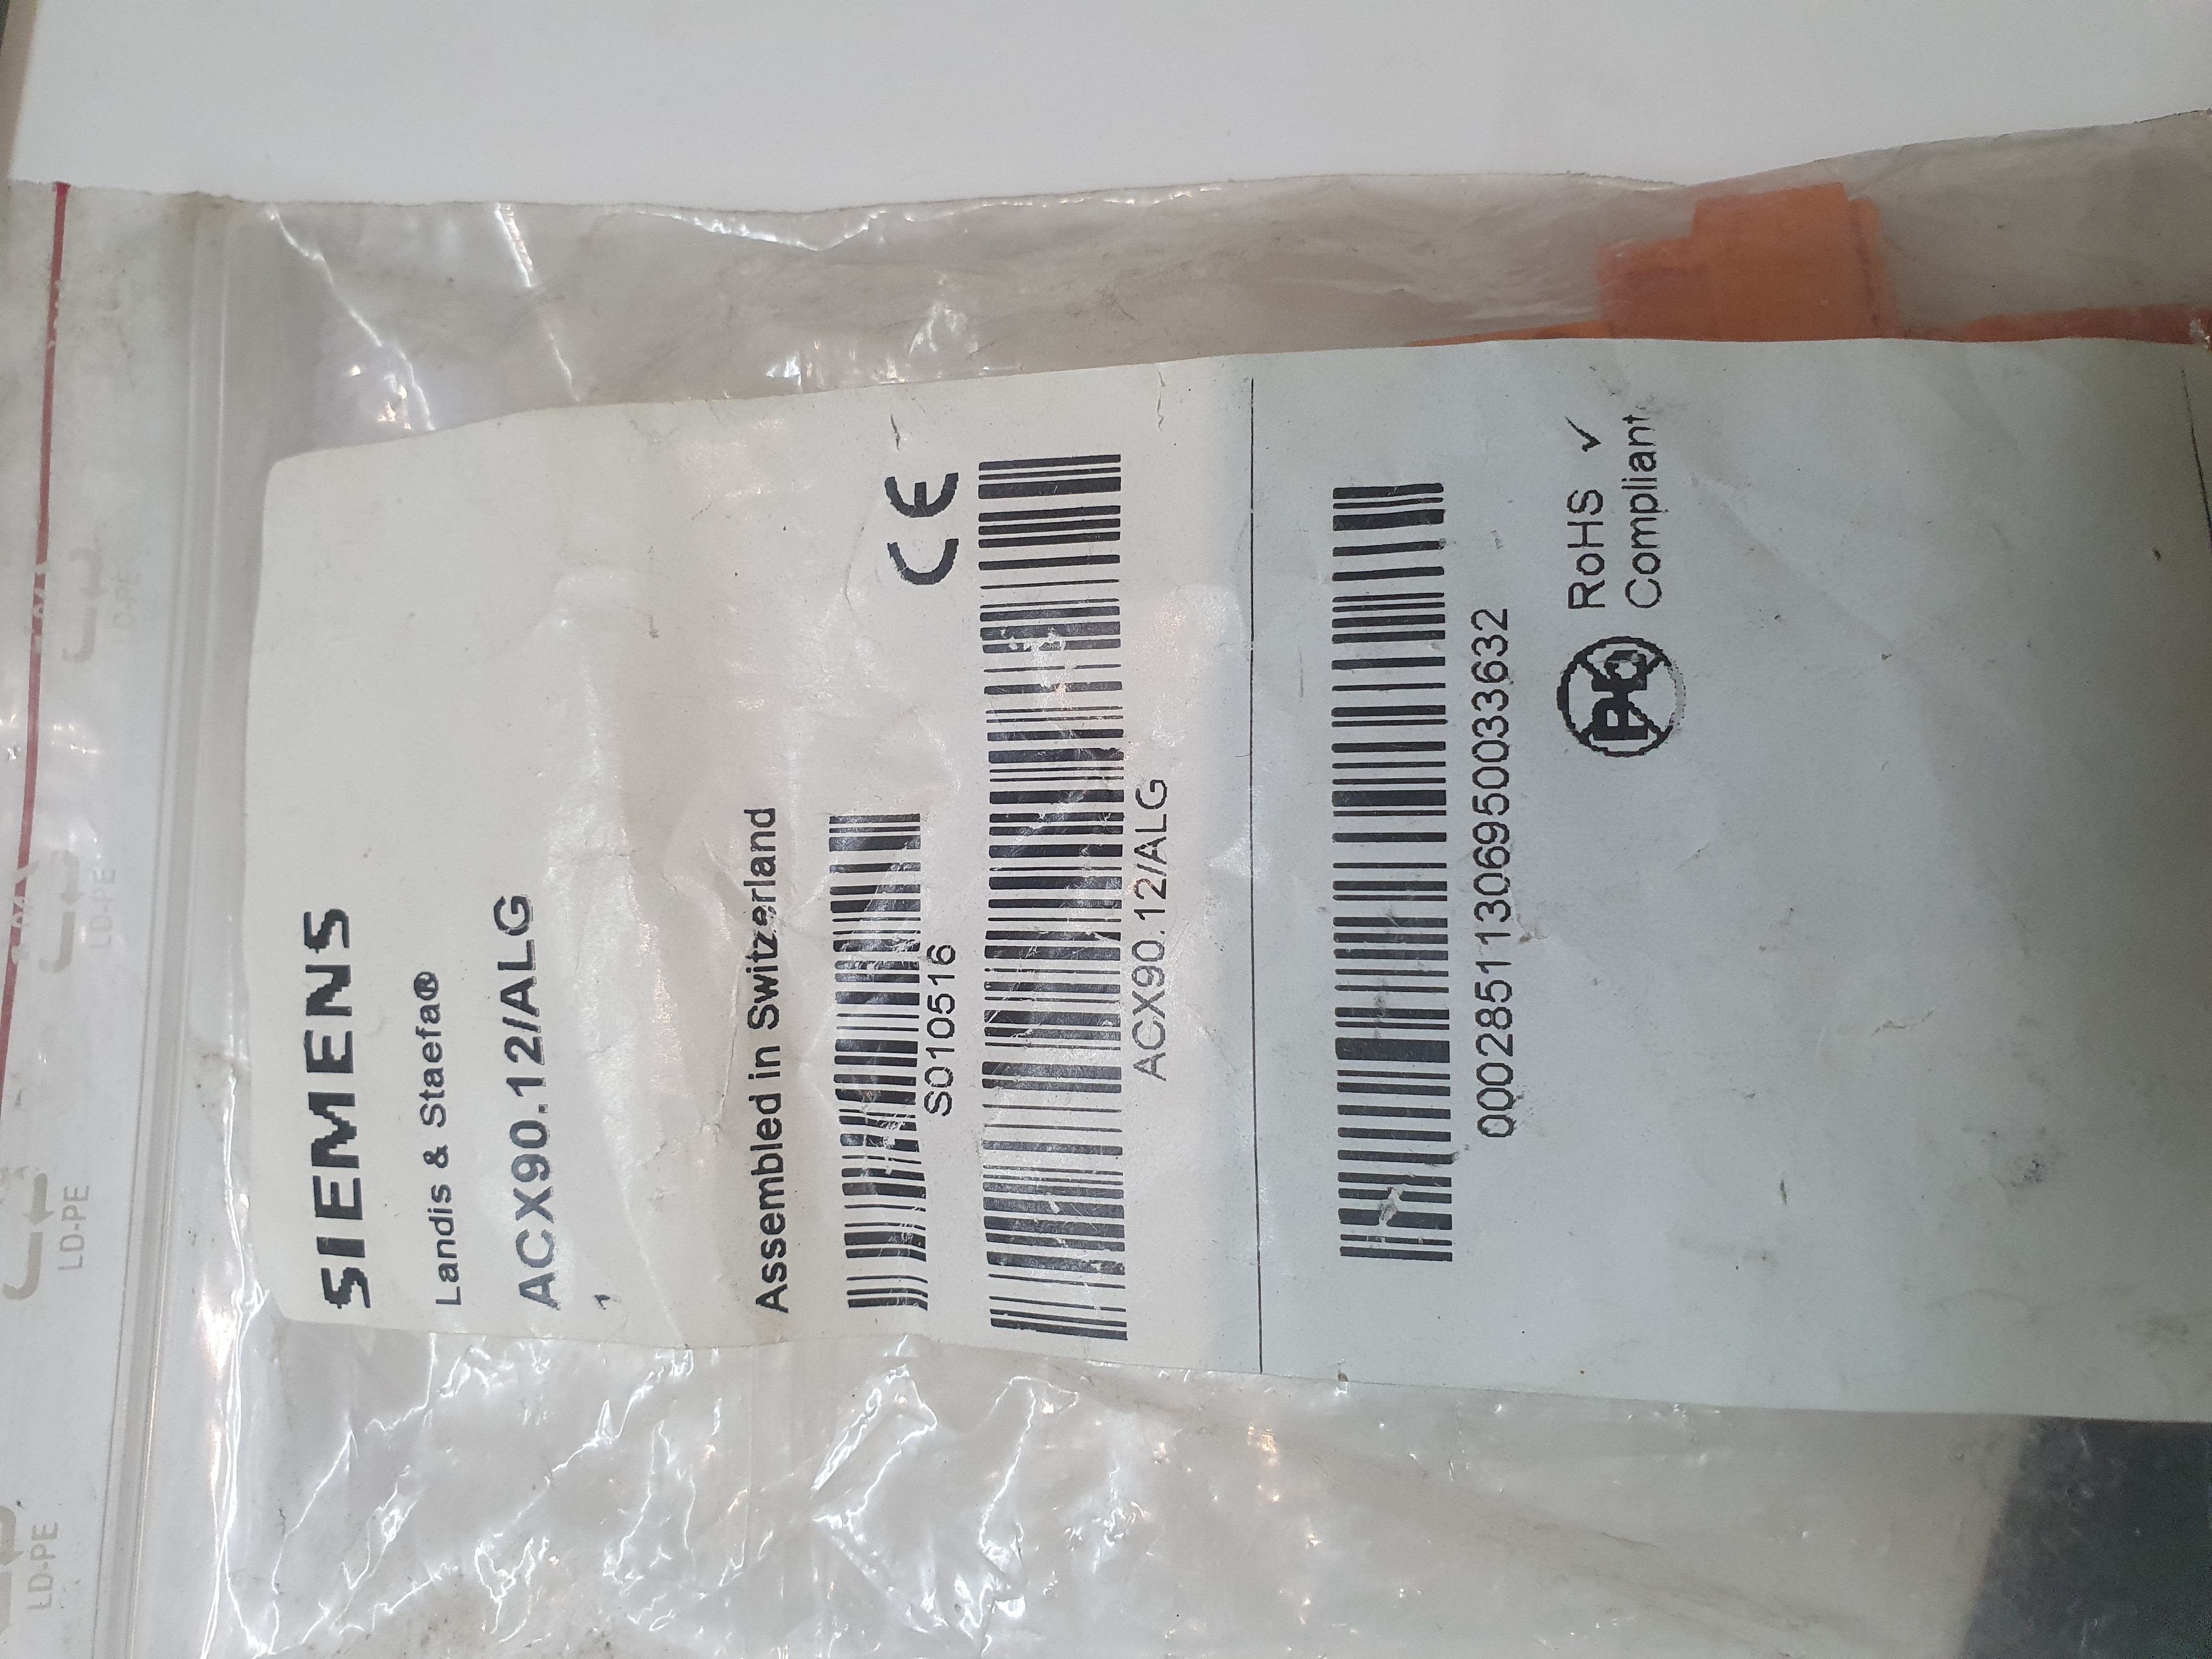 SIEMENS
Landis & Staefa®
ACX90.12/ALG
Assembled in Switzerland
S010516
CE
ACX90.12/ALG
00028511306950033632
Pb
RoHS ✓
Compliant
LD-PE
LD-PE
LD-PE
LD-PE